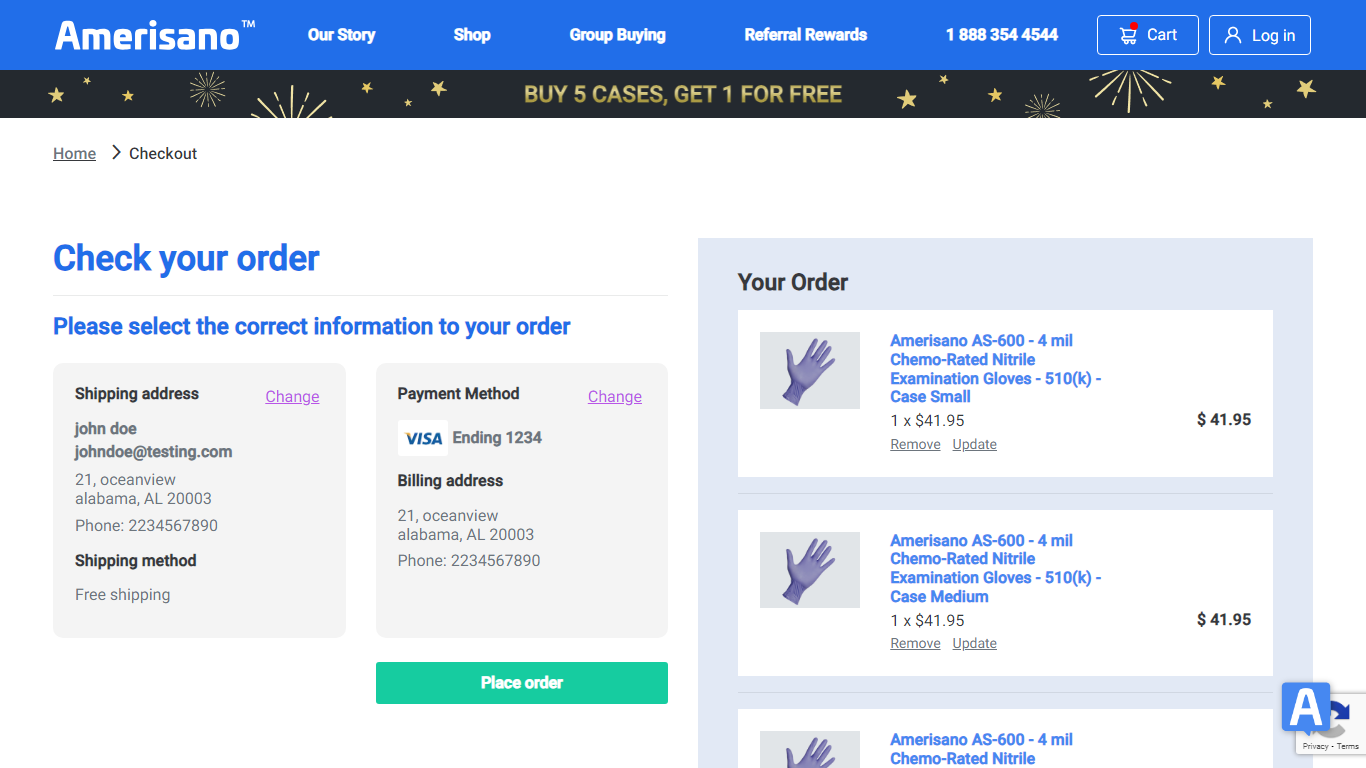 Amerisano™
Our Story
Shop
Group Buying
Referral Rewards
1 888 354 4544
Cart
Log in
BUY 5 CASES, GET 1 FOR FREE
Home
Checkout
Check your order
Please select the correct information to your order
Shipping address
Change
john doe
johndoe@testing.com
21, oceanview
alabama, AL 20003
Phone: 2234567890
Shipping method
Free shipping
Payment Method
Change
VISA
Ending 1234
Billing address
21, oceanview
alabama, AL 20003
Phone: 2234567890
Place order
Your Order
Amerisano AS-600 - 4 mil
Chemo-Rated Nitrile
Examination Gloves - 510(k) -
Case Small
1 x $41.95
$ 41.95
Remove
Update
Amerisano AS-600 - 4 mil
Chemo-Rated Nitrile
Examination Gloves - 510(k) -
Case Medium
1 x $41.95
$ 41.95
Remove
Update
Amerisano AS-600 - 4 mil
Chemo-Rated Nitrile
A
Privacy - Terms